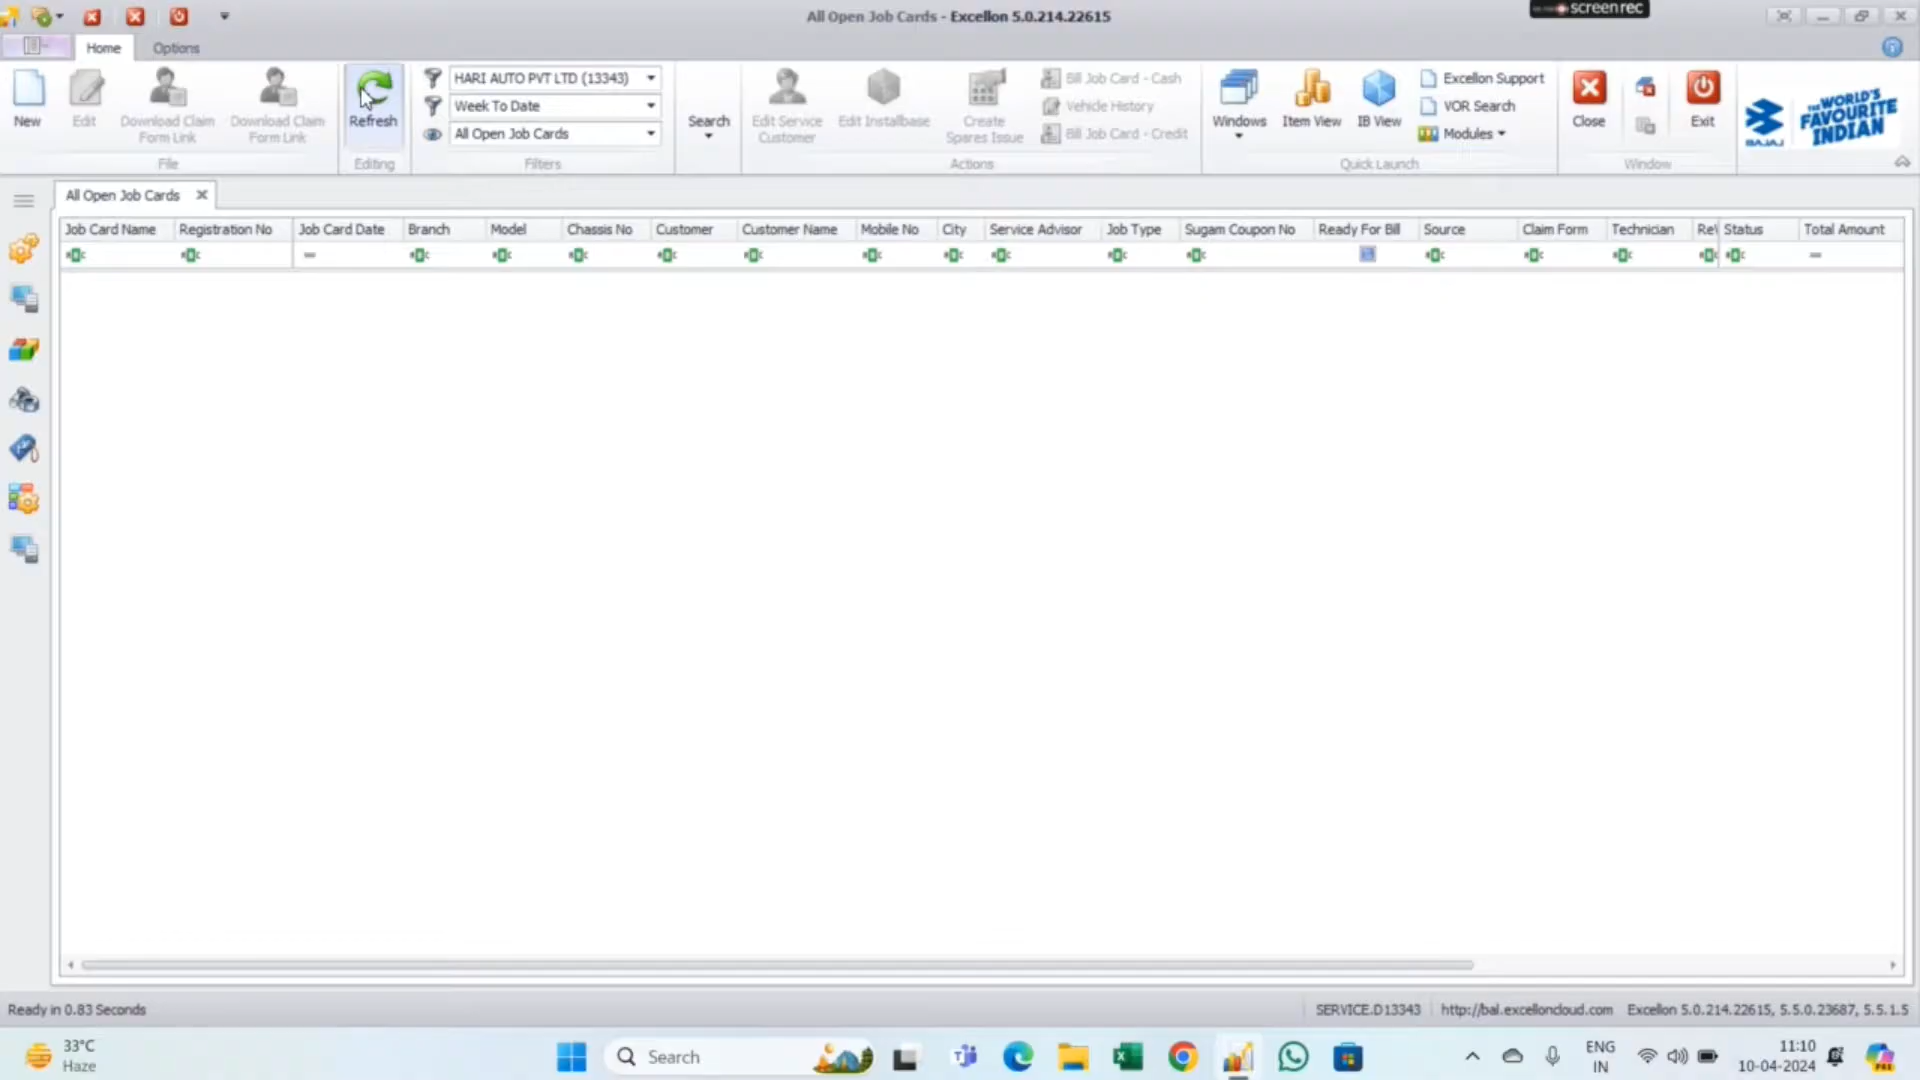 All Open Job Cards - Excellon 5.0.214.22615
screenrec
Home
Options
New
Edit
Download Claim
Form Link
Download Claim
Form Link
File
Refresh
Editing
HARI AUTO PVT LTD (13343)
Week To Date
All Open Job Cards
Filters
Search
Edit Service
Customer
Edit Installbase
Create
Spares Issue
Bill Job Card - Cash
Vehicle History
Bill Job Card - Credit
Actions
Windows
Item View
IB View
Excellon Support
VOR Search
Modules
Quick Launch
Close
Exit
Window
BAJAJ
THE WORLD'S
FAVOURITE
INDIAN
All Open Job Cards
Job Card Name Registration No Job Card Date Branch Model Chassis No Customer Customer Name Mobile No City Service Advisor Job Type Sugam Coupon No Ready For Bill Source Claim Form Technician Status Total Amount
Ready in 0.83 Seconds
SERVICE.D13343
http://bal.excelloncloud.com
Excellon 5.0.214.22615, 5.5.0.23687, 5.5.1.5
33°C
Haze
Search
ENG
IN
11:10
10-04-2024
PRE